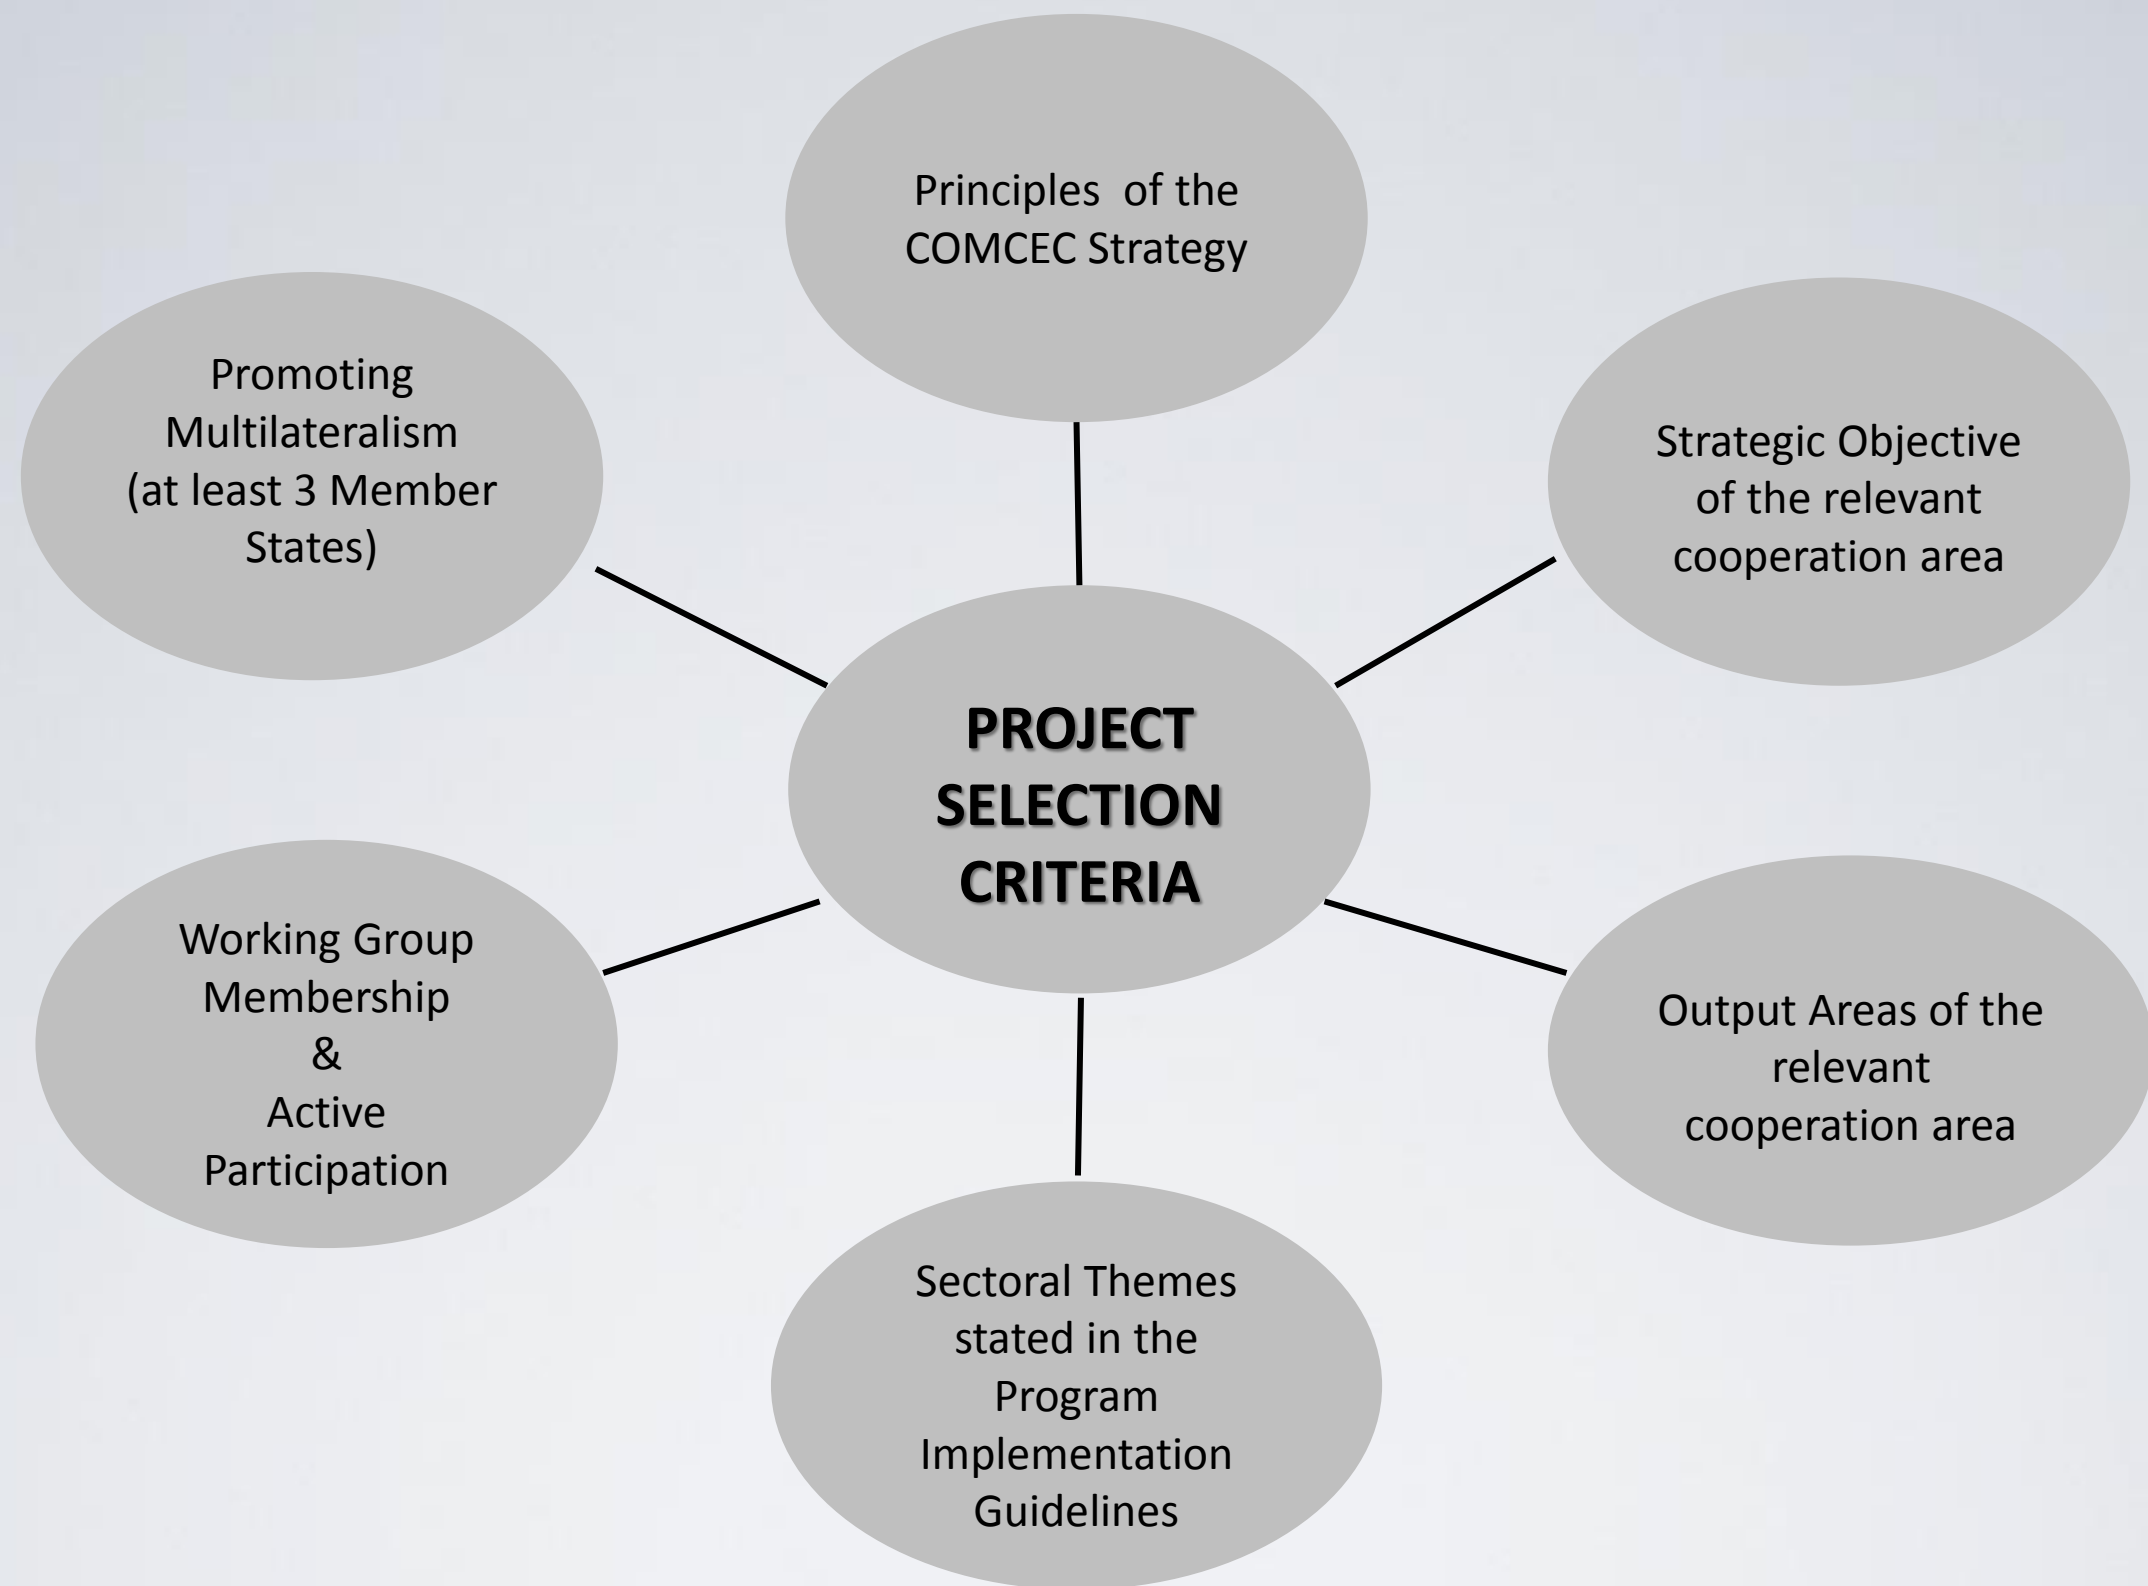 Principles  of the
COMCEC Strategy
Promoting
Multilateralism
(at least 3 Member
States)
Strategic Objective
of the relevant
cooperation area
PROJECT
SELECTION
CRITERIA
Working Group
Membership
&
Active
Participation
Output Areas of the
relevant
cooperation area
Sectoral Themes
stated in the
Program
Implementation
Guidelines